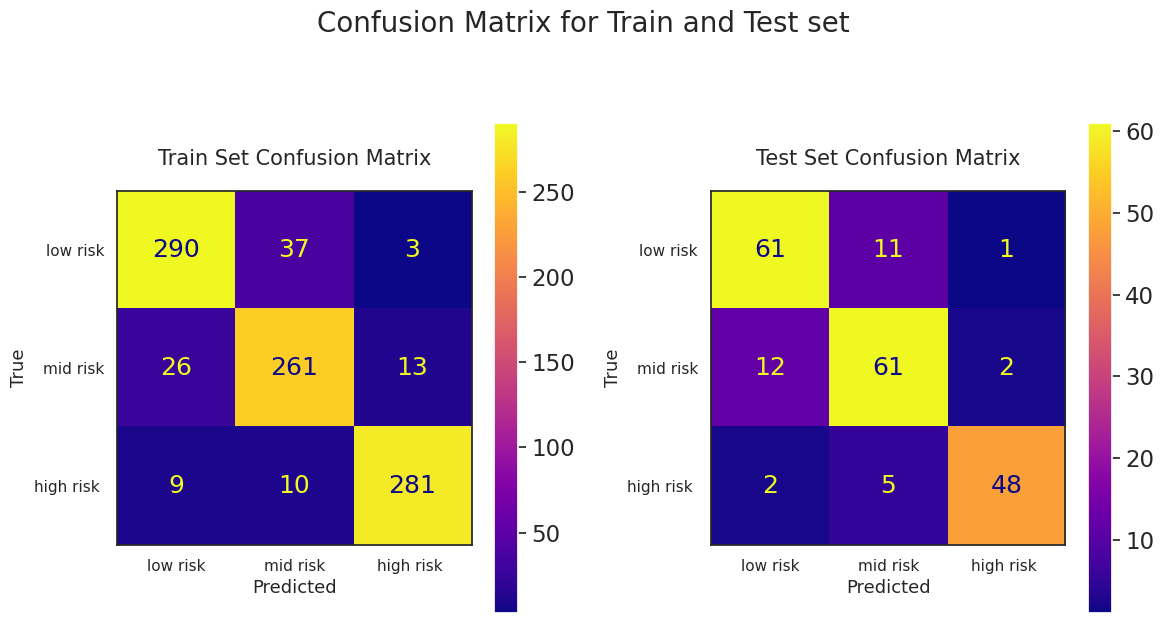 Confusion Matrix for Train and Test set
Train Set Confusion Matrix
True
low risk 290 37 3
mid risk 26 261 13
high risk 9 10 281
low risk mid risk high risk
Predicted
250
200
150
100
50
Test Set Confusion Matrix
True
low risk 61 11 1
mid risk 12 61 2
high risk 2 5 48
low risk mid risk high risk
Predicted
60
50
40
30
20
10